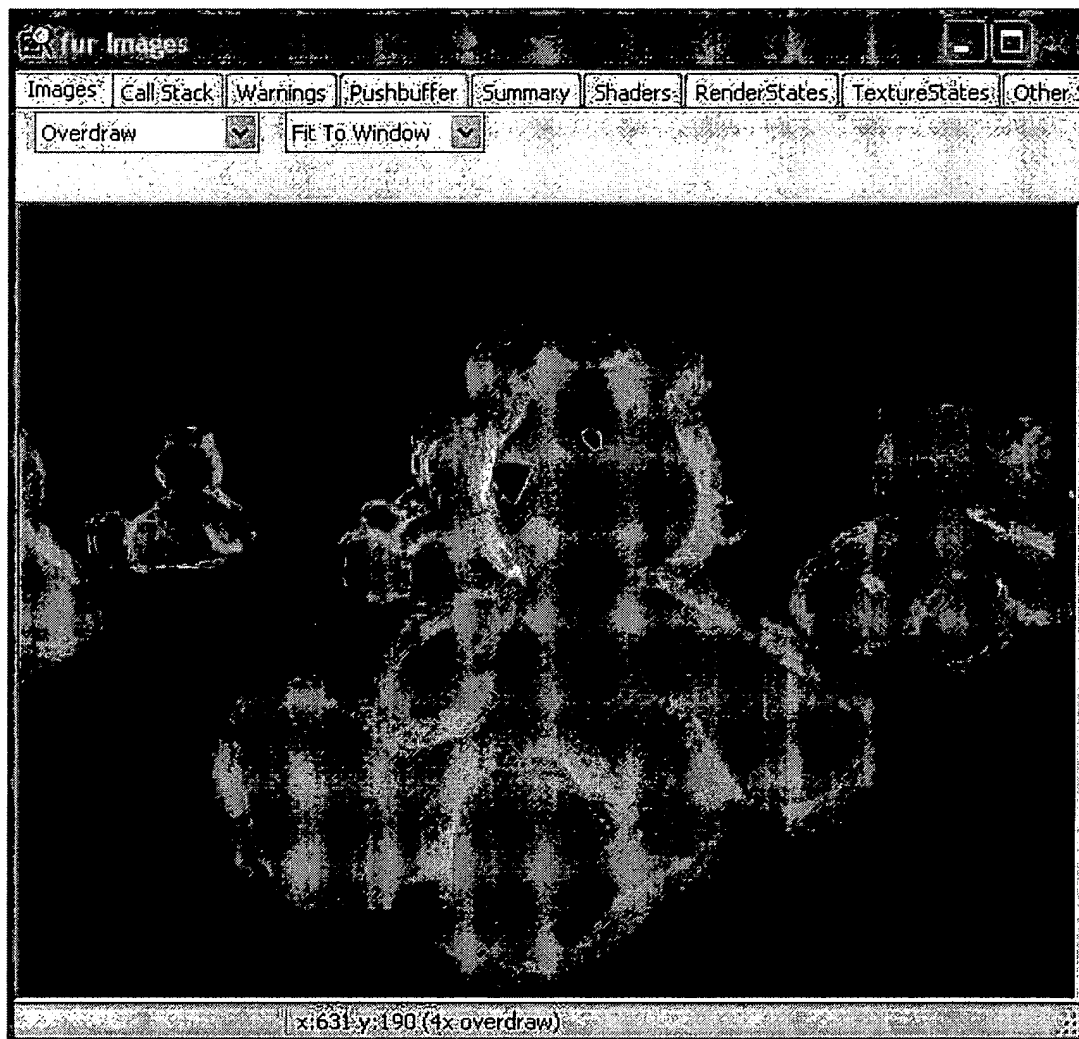 fur Images
Images Call Stack Warnings Pushbuffer Summary Shaders RenderStates TextureStates Other
Overdraw Fit To Window
x:631 y:190 (4x overdraw)